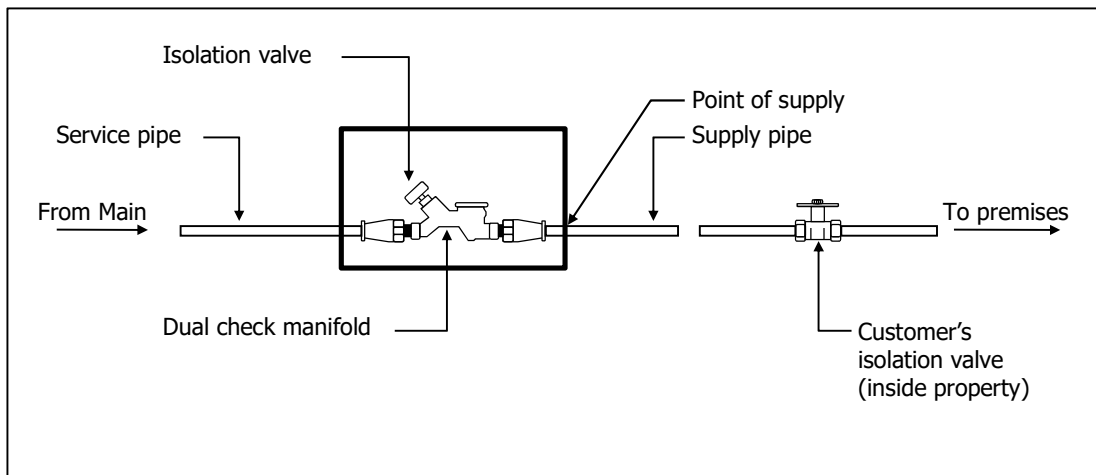 Isolation valve
Point of supply
Service pipe
Supply pipe
From Main
To premises
Dual check manifold
Customer’s
isolation valve
(inside property)